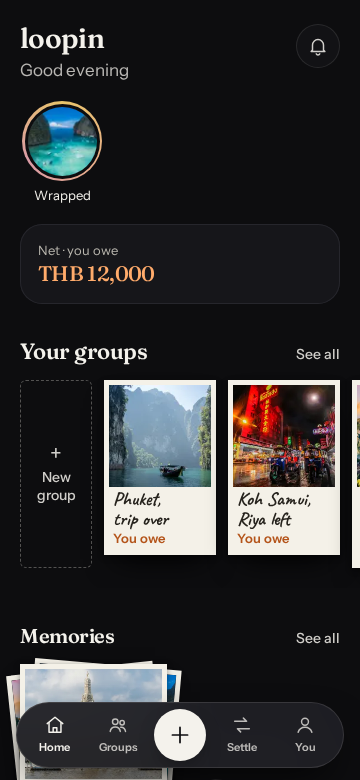 loopin
Good evening
Wrapped
Net · you owe
THB 12,000
Your groups
See all
+
New
group
Phuket,
trip over
You owe
Koh Samui,
Riya left
You owe
Memories
See all
Home
Groups
+
Settle
You